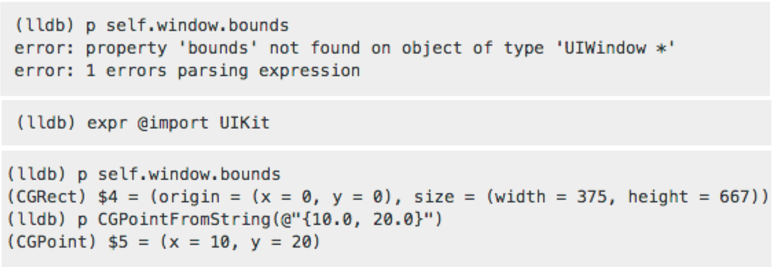 (lldb) p self.window.bounds
error: property 'bounds' not found on object of type 'UIWindow *'
error: 1 errors parsing expression
(lldb) expr @import UIKit
(lldb) p self.window.bounds
(CGRect) $4 = (origin = (x = 0, y = 0), size = (width = 375, height = 667))
(lldb) p CGPointFromString(@"{10.0, 20.0}")
(CGPoint) $5 = (x = 10, y = 20)